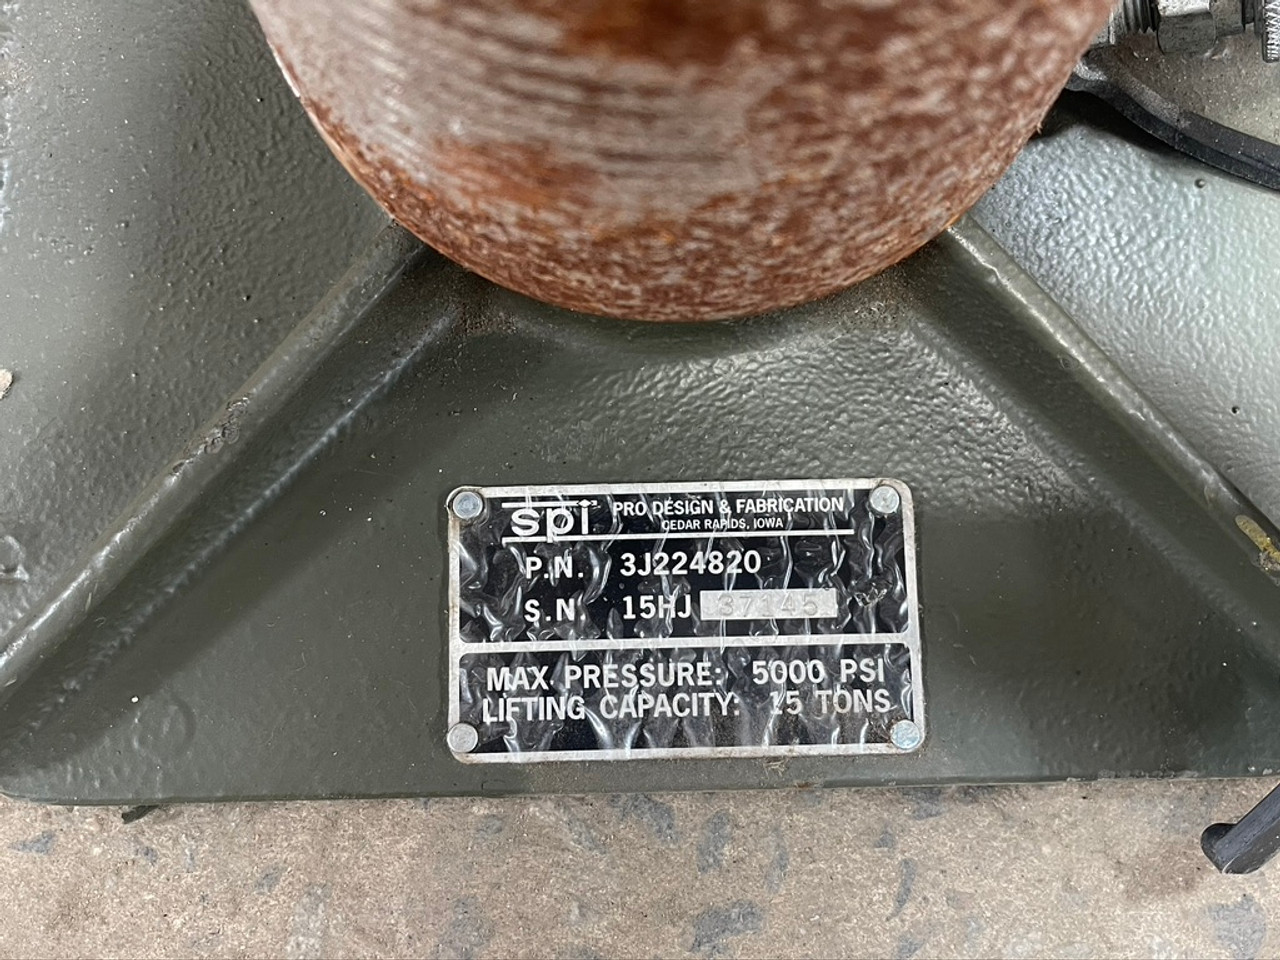 spi PRO DESIGN & FABRICATION
CEDAR RAPIDS, IOWA
P.N. 3J224820
S.N. 15HJ 37145
MAX PRESSURE: 5000 PSI
LIFTING CAPACITY: 15 TONS